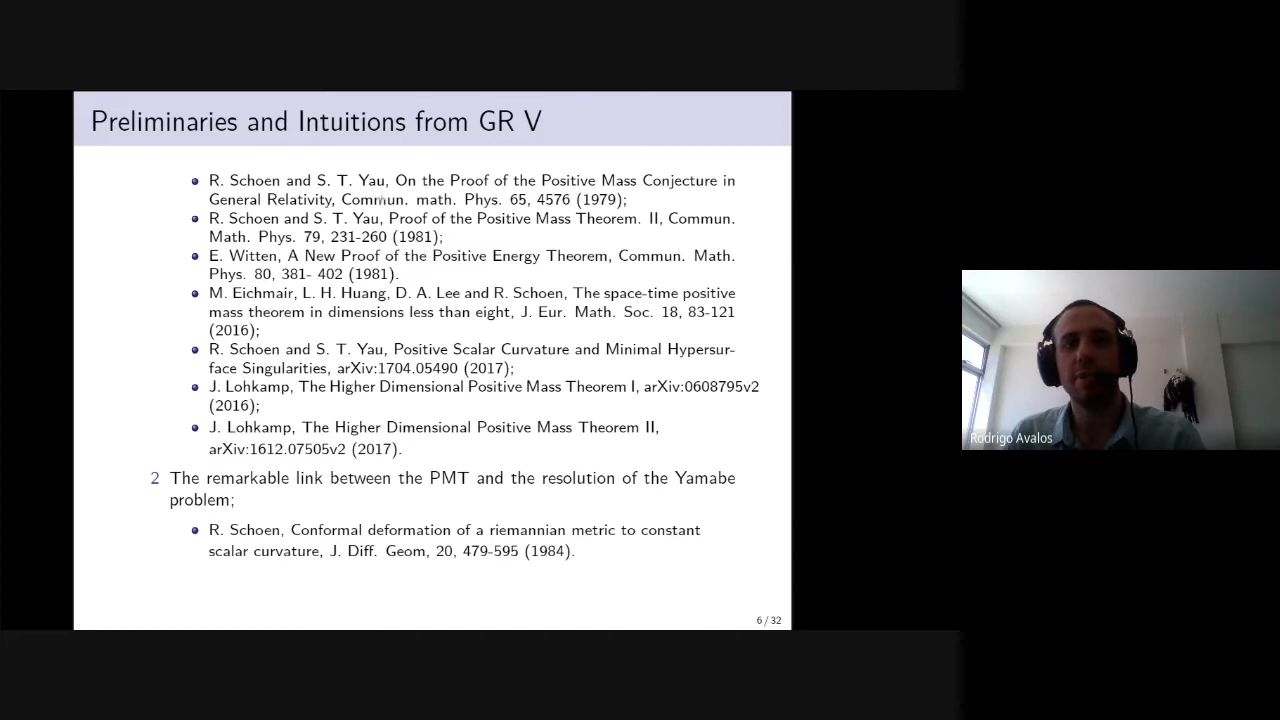 Preliminaries and Intuitions from GR V
R. Schoen and S. T. Yau, On the Proof of the Positive Mass Conjecture in
General Relativity, Commun. math. Phys. 65, 4576 (1979);
R. Schoen and S. T. Yau, Proof of the Positive Mass Theorem. II, Commun.
Math. Phys. 79, 231-260 (1981);
E. Witten, A New Proof of the Positive Energy Theorem, Commun. Math.
Phys. 80, 381- 402 (1981).
M. Eichmair, L. H. Huang, D. A. Lee and R. Schoen, The space-time positive
mass theorem in dimensions less than eight, J. Eur. Math. Soc. 18, 83-121
(2016);
R. Schoen and S. T. Yau, Positive Scalar Curvature and Minimal Hypersur-
face Singularities, arXiv:1704.05490 (2017);
J. Lohkamp, The Higher Dimensional Positive Mass Theorem I, arXiv:0608795v2
(2016);
J. Lohkamp, The Higher Dimensional Positive Mass Theorem II,
arXiv:1612.07505v2 (2017).
2 The remarkable link between the PMT and the resolution of the Yamabe
problem;
R. Schoen, Conformal deformation of a riemannian metric to constant
scalar curvature, J. Diff. Geom, 20, 479-595 (1984).
6 / 32
Rodrigo Avalos